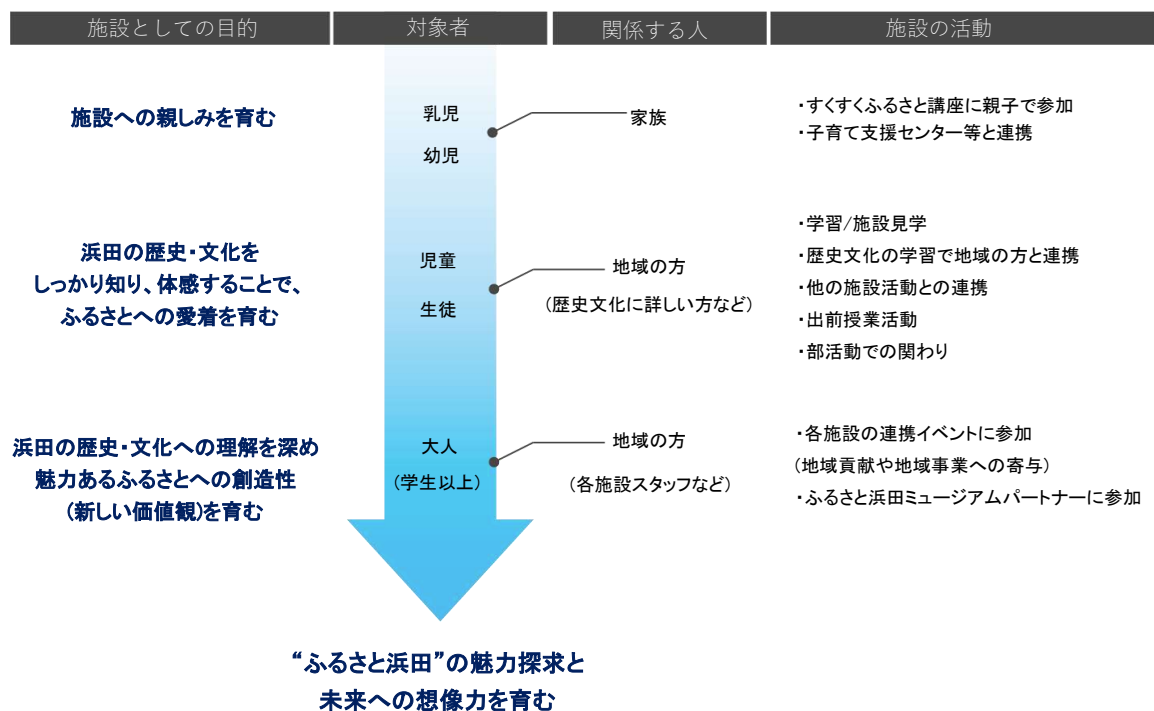 施設としての目的
対象者
関係する人
施設の活動
施設への親しみを育む
乳児
幼児
家族
・すくすくふるさと講座に親子で参加
・子育て支援センター等と連携
浜田の歴史・文化を
しっかり知り、体感することで、
ふるさとへの愛着を育む
児童
生徒
地域の方
(歴史文化に詳しい方など)
・学習/施設見学
・歴史文化の学習で地域の方と連携
・他の施設活動との連携
・出前授業活動
・部活動での関わり
浜田の歴史・文化への理解を深め
魅力あるふるさとへの創造性
(新しい価値観)を育む
大人
(学生以上)
地域の方
(各施設スタッフなど)
・各施設の連携イベントに参加
(地域貢献や地域事業への寄与)
・ふるさと浜田ミュージアムパートナーに参加
“ふるさと浜田”の魅力探求と
未来への想像力を育む